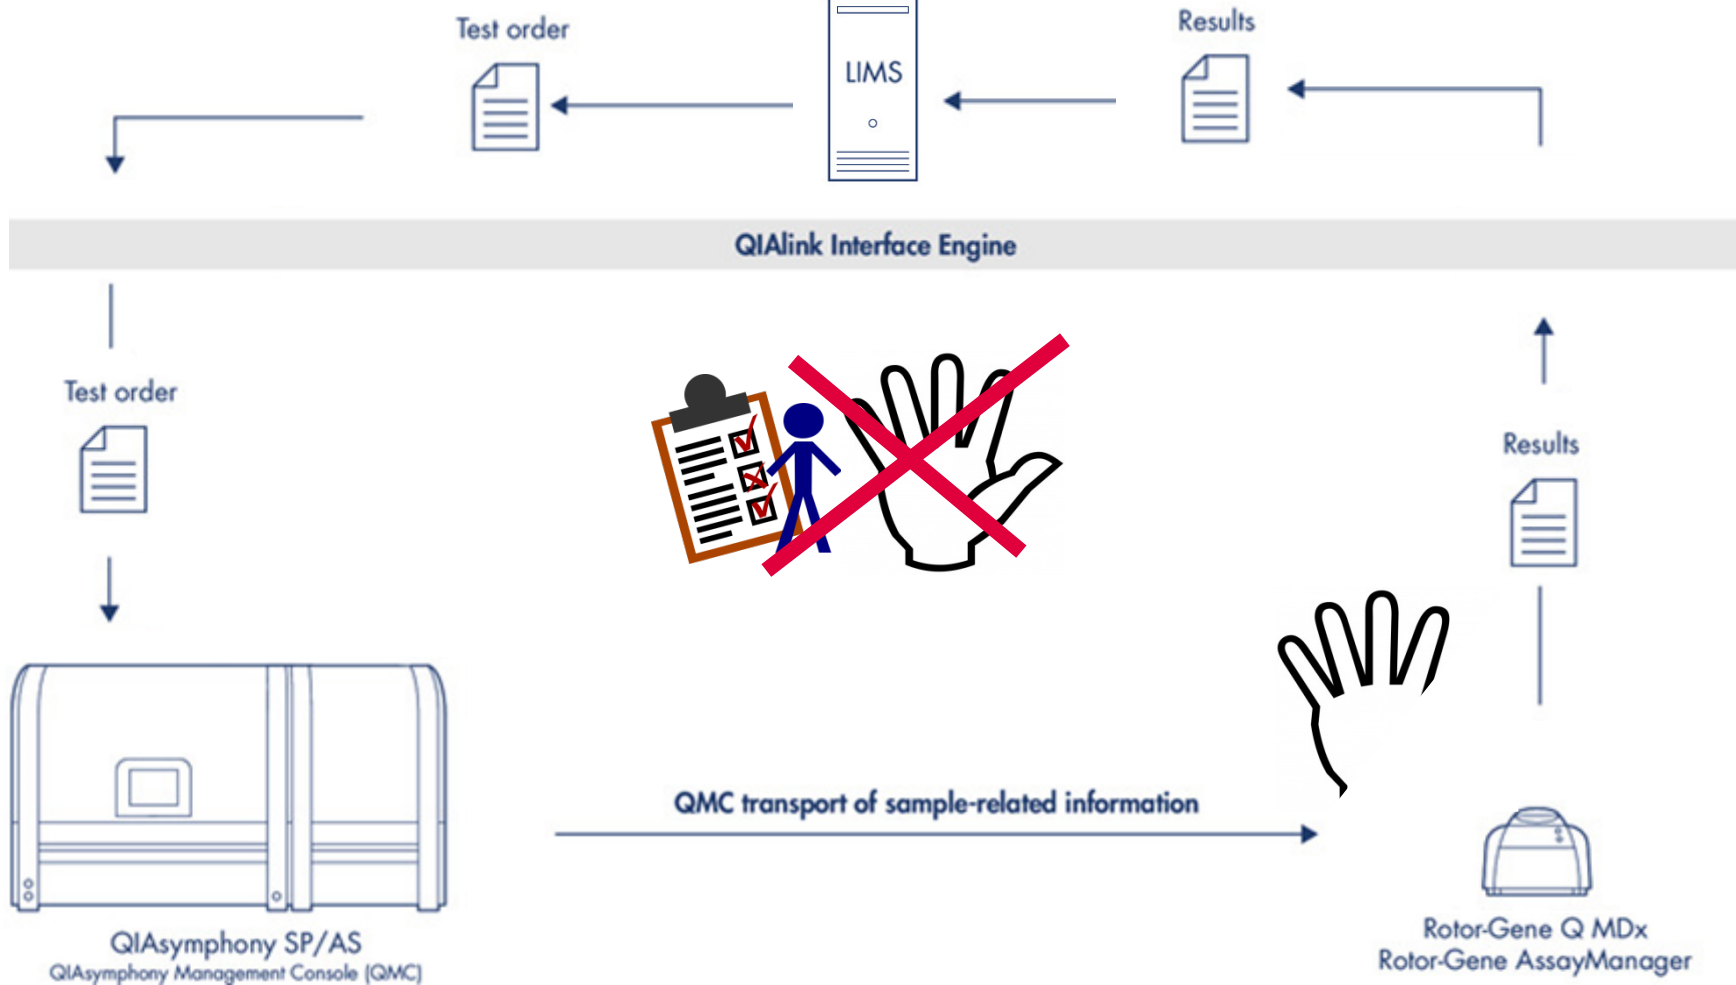 Test order
LIMS
Results
QIAlink Interface Engine
Test order
Results
QMC transport of sample-related information
QIAsymphony SP/AS
QIAsymphony Management Console (QMC)
Rotor-Gene Q MDx
Rotor-Gene AssayManager